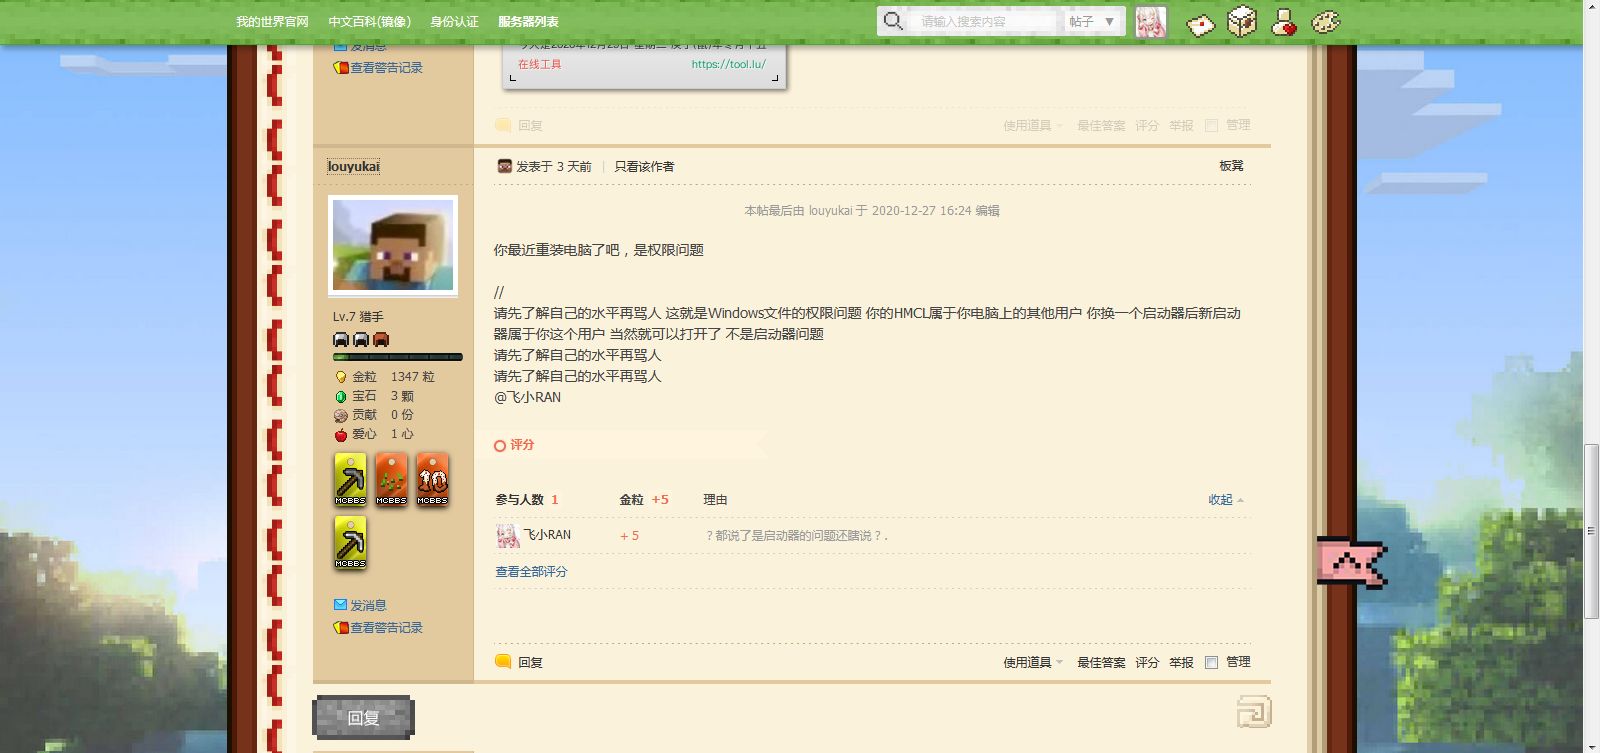 我的世界官网 中文百科(镜像) 身份认证 服务器列表
请输入搜索内容 帖子 ▼
发消息
查看警告记录
在线工具 https://tool.lu/
回复 使用道具 最佳答案 评分 举报 管理
louyukai
发表于 3 天前 | 只看该作者 板凳
本帖最后由 louyukai 于 2020-12-27 16:24 编辑
你最近重装电脑了吧，是权限问题
//
请先了解自己的水平再骂人 这就是Windows文件的权限问题 你的HMCL属于你电脑上的其他用户 你换一个启动器后新启动
器属于你这个用户 当然就可以打开了 不是启动器问题
请先了解自己的水平再骂人
请先了解自己的水平再骂人
@飞小RAN
Lv.7 猎手
金粒 1347 粒
宝石 3 颗
贡献 0 份
爱心 1 心
MCBBS MCBBS 10 MCBBS
MCBBS
评分
参与人数 1 金粒 +5 理由 收起
飞小RAN + 5 ？都说了是启动器的问题还瞎说？.
查看全部评分
发消息
查看警告记录
回复 使用道具 最佳答案 评分 举报 管理
回复